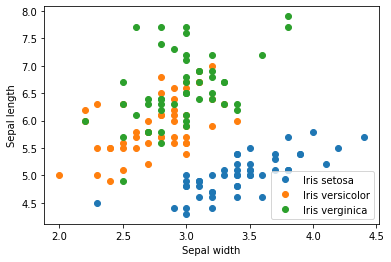 8.0
7.5
7.0
6.5
6.0
5.5
5.0
4.5
Sepal length
Iris setosa
Iris versicolor
Iris verginica
2.0 2.5 3.0 3.5 4.0 4.5
Sepal width